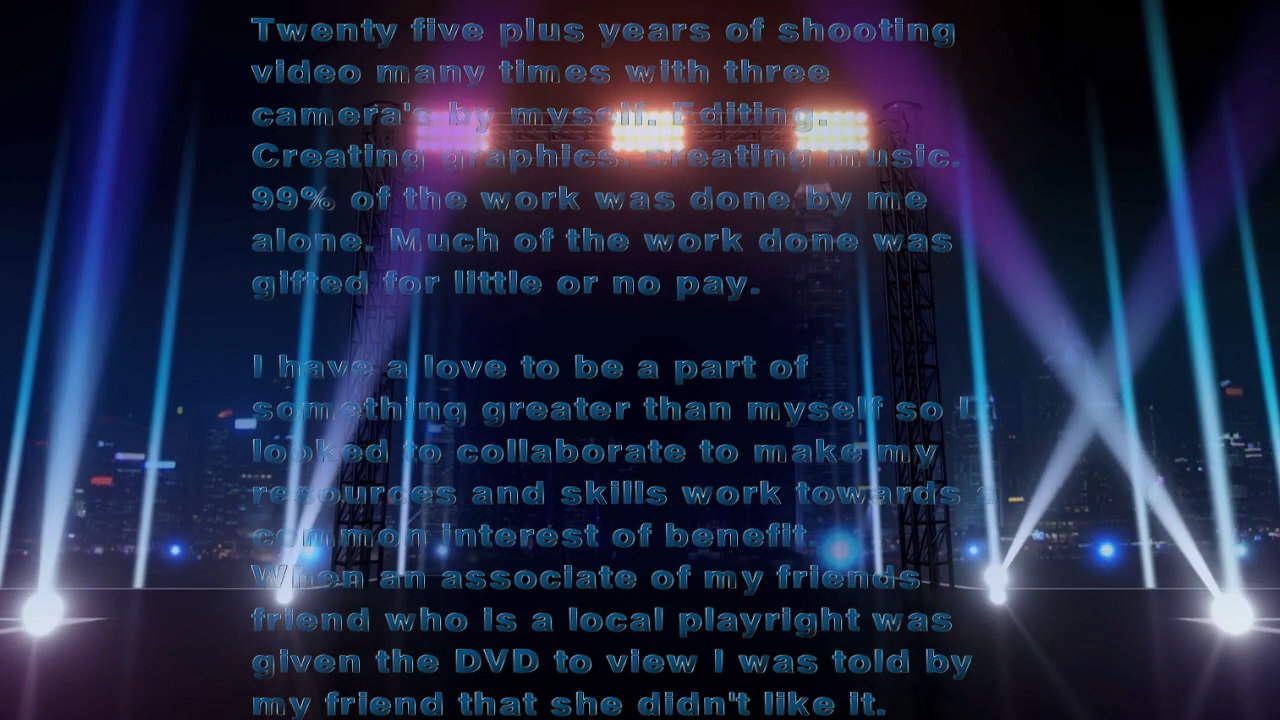 Twenty five plus years of shooting
video many times with three
camera's by myself. Editing.
Creating graphics. Creating music.
99% of the work was done by me
alone. Much of the work done was
gifted for little or no pay.
I have a love to be a part of
something greater than myself so I
looked to collaborate to make my
resources and skills work towards a
common interest of benefit.
When an associate of my friends
friend who is a local playright was
given the DVD to view I was told by
my friend that she didn't like it.